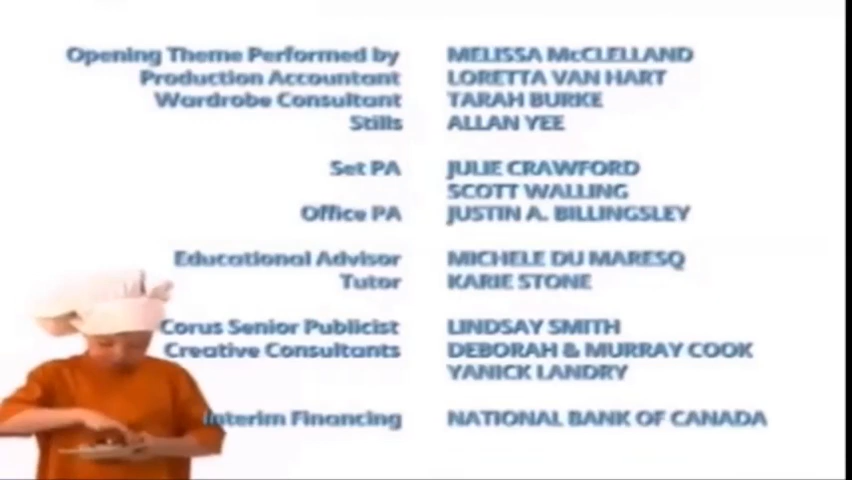 Opening Theme Performed by MELISSA McCLELLAND
Production Accountant LORETTA VAN HART
Wardrobe Consultant TARAH BURKE
Stills ALLAN YEE
Set PA JULIE CRAWFORD
SCOTT WALLING
Office PA JUSTIN A. BILLINGSLEY
Educational Advisor MICHELE DU MARESQ
Tutor KARIE STONE
Corus Senior Publicist LINDSAY SMITH
Creative Consultants DEBORAH & MURRAY COOK
YANICK LANDRY
Interim Financing NATIONAL BANK OF CANADA